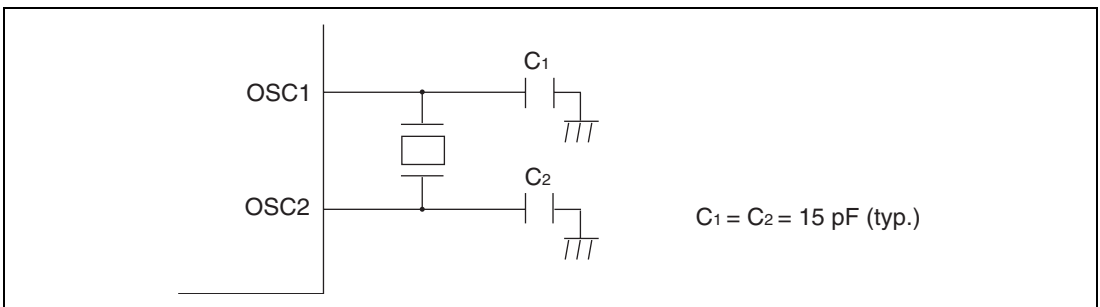 C1
OSC1
C2
OSC2
C1 = C2 = 15 pF (typ.)